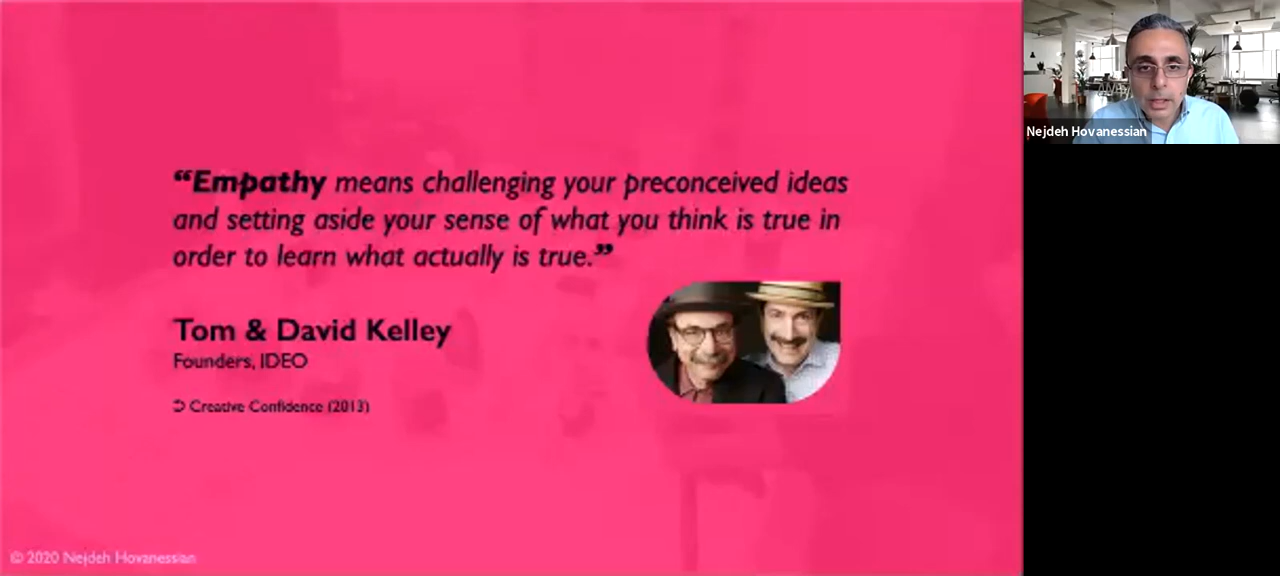 “Empathy means challenging your preconceived ideas
and setting aside your sense of what you think is true in
order to learn what actually is true.”
Tom & David Kelley
Founders, IDEO
➲ Creative Confidence (2013)
© 2020 Nejdeh Hovanessian
Nejdeh Hovanessian